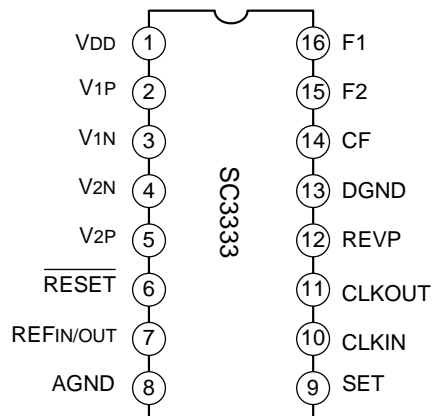 VDD 1 16 F1
V1P 2 15 F2
V1N 3 14 CF
V2N 4 13 DGND
V2P 5 12 REVP
RESET 6 11 CLKOUT
REFIN/OUT 7 10 CLKIN
AGND 8 9 SET
SC3333